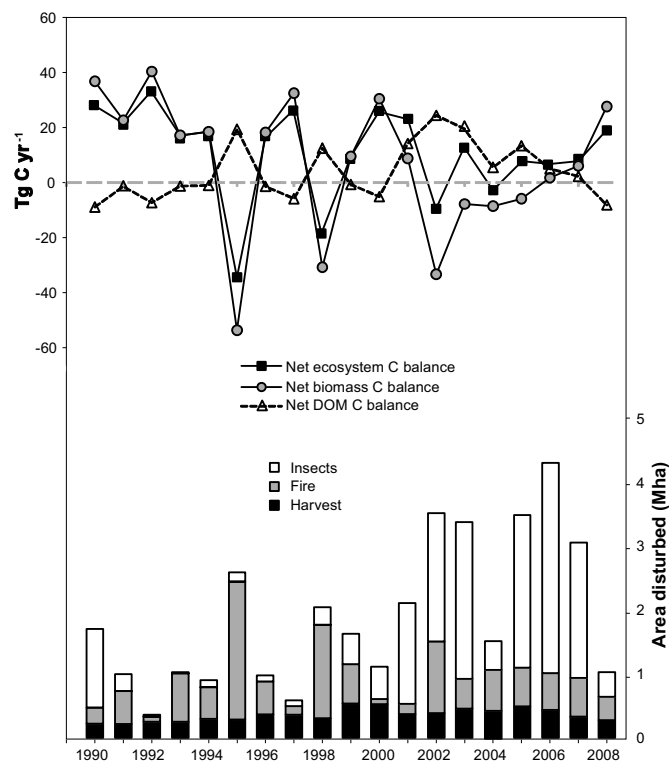 60
40
20
0
-20
-40
-60
Tg C yr-1
Net ecosystem C balance
Net biomass C balance
Net DOM C balance
Insects
Fire
Harvest
5
4
3
2
1
0
Area disturbed (Mha)
1990 1992 1994 1996 1998 2000 2002 2004 2006 2008